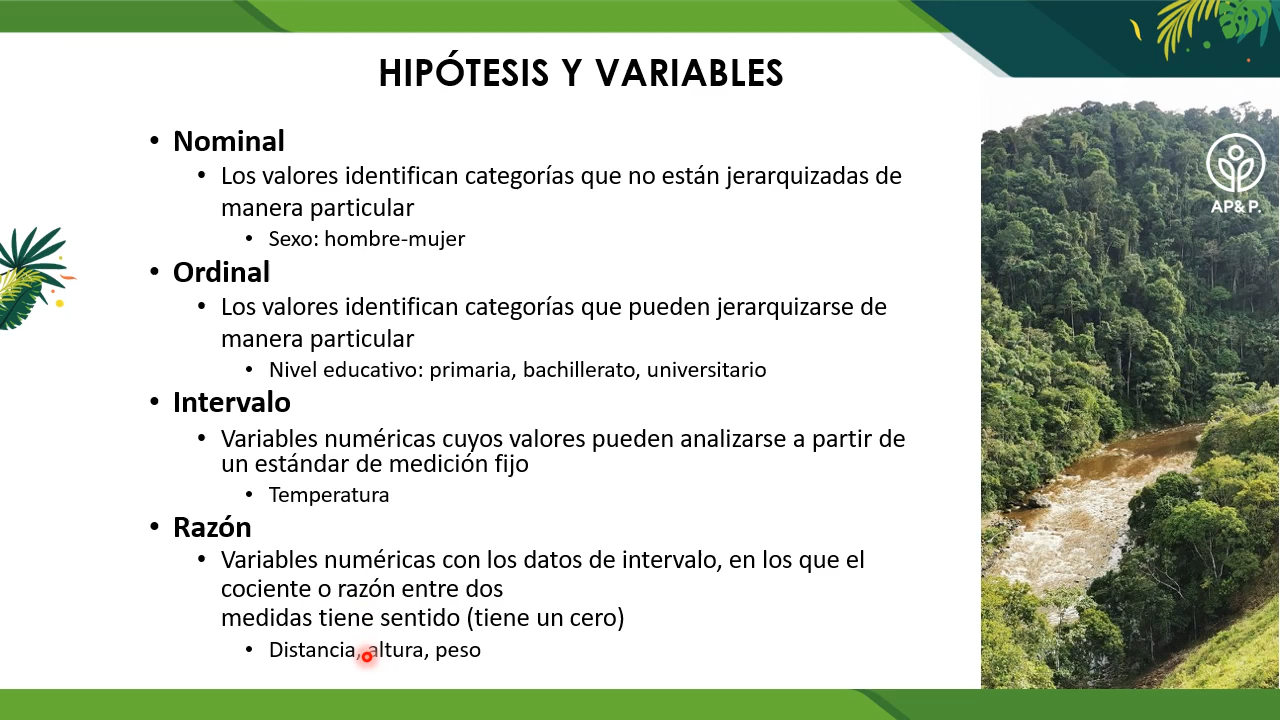 HIPÓTESIS Y VARIABLES
• Nominal
• Los valores identifican categorías que no están jerarquizadas de
manera particular
• Sexo: hombre-mujer
• Ordinal
• Los valores identifican categorías que pueden jerarquizarse de
manera particular
• Nivel educativo: primaria, bachillerato, universitario
• Intervalo
• Variables numéricas cuyos valores pueden analizarse a partir de
un estándar de medición fijo
• Temperatura
• Razón
• Variables numéricas con los datos de intervalo, en los que el
cociente o razón entre dos
medidas tiene sentido (tiene un cero)
• Distancia, altura, peso
AP&P.